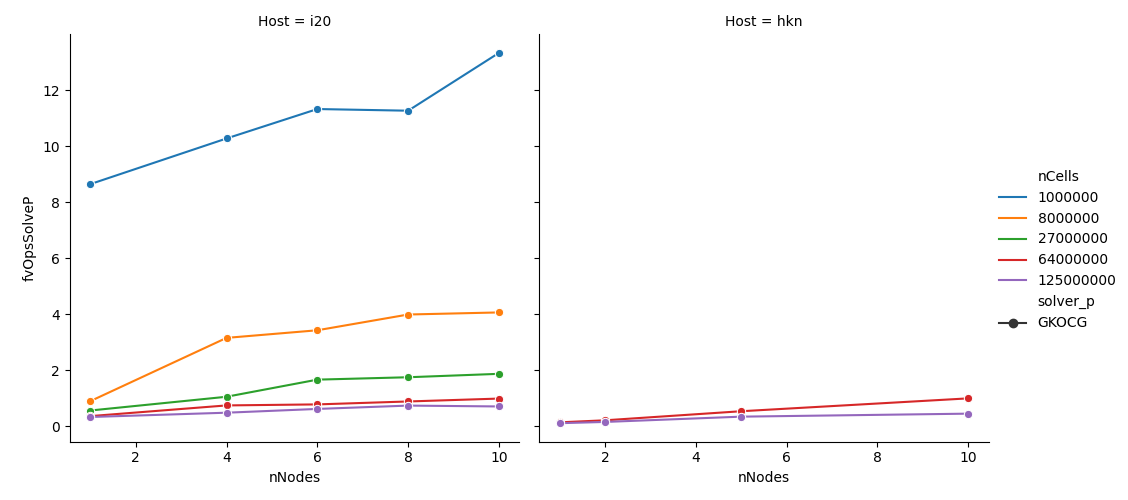 Host = i20
Host = hkn
fvOpsSolveP
12
10
8
6
4
2
0
2
4
6
8
10
2
4
6
8
10
nNodes
nNodes
nCells
1000000
8000000
27000000
64000000
125000000
solver_p
GKOCG